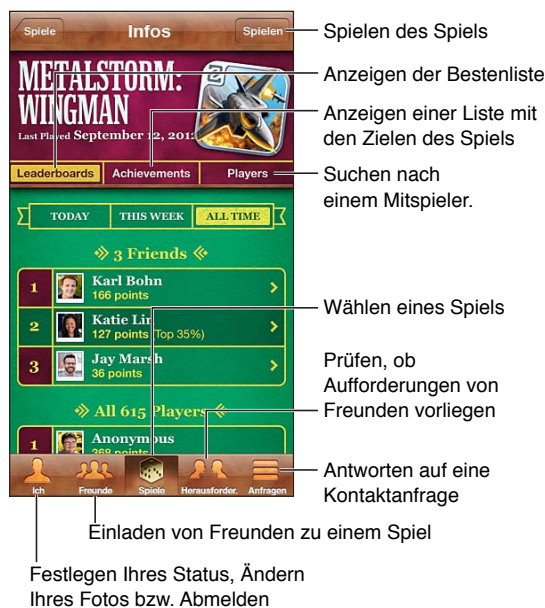 Spiele
Infos
Spielen
Spielen des Spiels
METALSTORM:
WINGMAN
Last Played September 12, 2012
Anzeigen der Bestenliste
Anzeigen einer Liste mit
den Zielen des Spiels
Leaderboards
Achievements
Players
Suchen nach
einem Mitspieler.
TODAY
THIS WEEK
ALL TIME
3 Friends
1
Karl Bohn
166 points
2
Katie Lin
127 points (Top 35%)
3
Jay Marsh
36 points
Wählen eines Spiels
Prüfen, ob
Aufforderungen von
Freunden vorliegen
All 615 Players
1
Anonymous
368 points
Ich
Freunde
Spiele
Herausforder.
Anfragen
Antworten auf eine
Kontaktanfrage
Einladen von Freunden zu einem Spiel
Festlegen Ihres Status, Ändern
Ihres Fotos bzw. Abmelden